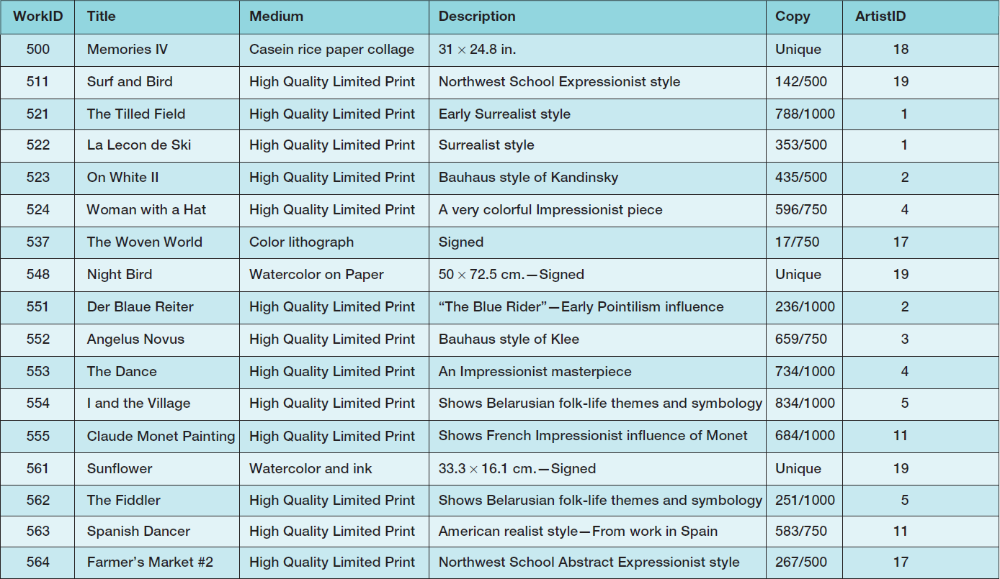 WorkID Title Medium Description Copy ArtistID
500 Memories IV Casein rice paper collage 31 × 24.8 in. Unique 18
511 Surf and Bird High Quality Limited Print Northwest School Expressionist style 142/500 19
521 The Tilled Field High Quality Limited Print Early Surrealist style 788/1000 1
522 La Lecon de Ski High Quality Limited Print Surrealist style 353/500 1
523 On White II High Quality Limited Print Bauhaus style of Kandinsky 435/500 2
524 Woman with a Hat High Quality Limited Print A very colorful Impressionist piece 596/750 4
537 The Woven World Color lithograph Signed 17/750 17
548 Night Bird Watercolor on Paper 50 × 72.5 cm.—Signed Unique 19
551 Der Blaue Reiter High Quality Limited Print “The Blue Rider”—Early Pointilism influence 236/1000 2
552 Angelus Novus High Quality Limited Print Bauhaus style of Klee 659/750 3
553 The Dance High Quality Limited Print An Impressionist masterpiece 734/1000 4
554 I and the Village High Quality Limited Print Shows Belarusian folk-life themes and symbology 834/1000 5
555 Claude Monet Painting High Quality Limited Print Shows French Impressionist influence of Monet 684/1000 11
561 Sunflower Watercolor and ink 33.3 × 16.1 cm.—Signed Unique 19
562 The Fiddler High Quality Limited Print Shows Belarusian folk-life themes and symbology 251/1000 5
563 Spanish Dancer High Quality Limited Print American realist style—From work in Spain 583/750 11
564 Farmer’s Market #2 High Quality Limited Print Northwest School Abstract Expressionist style 267/500 17